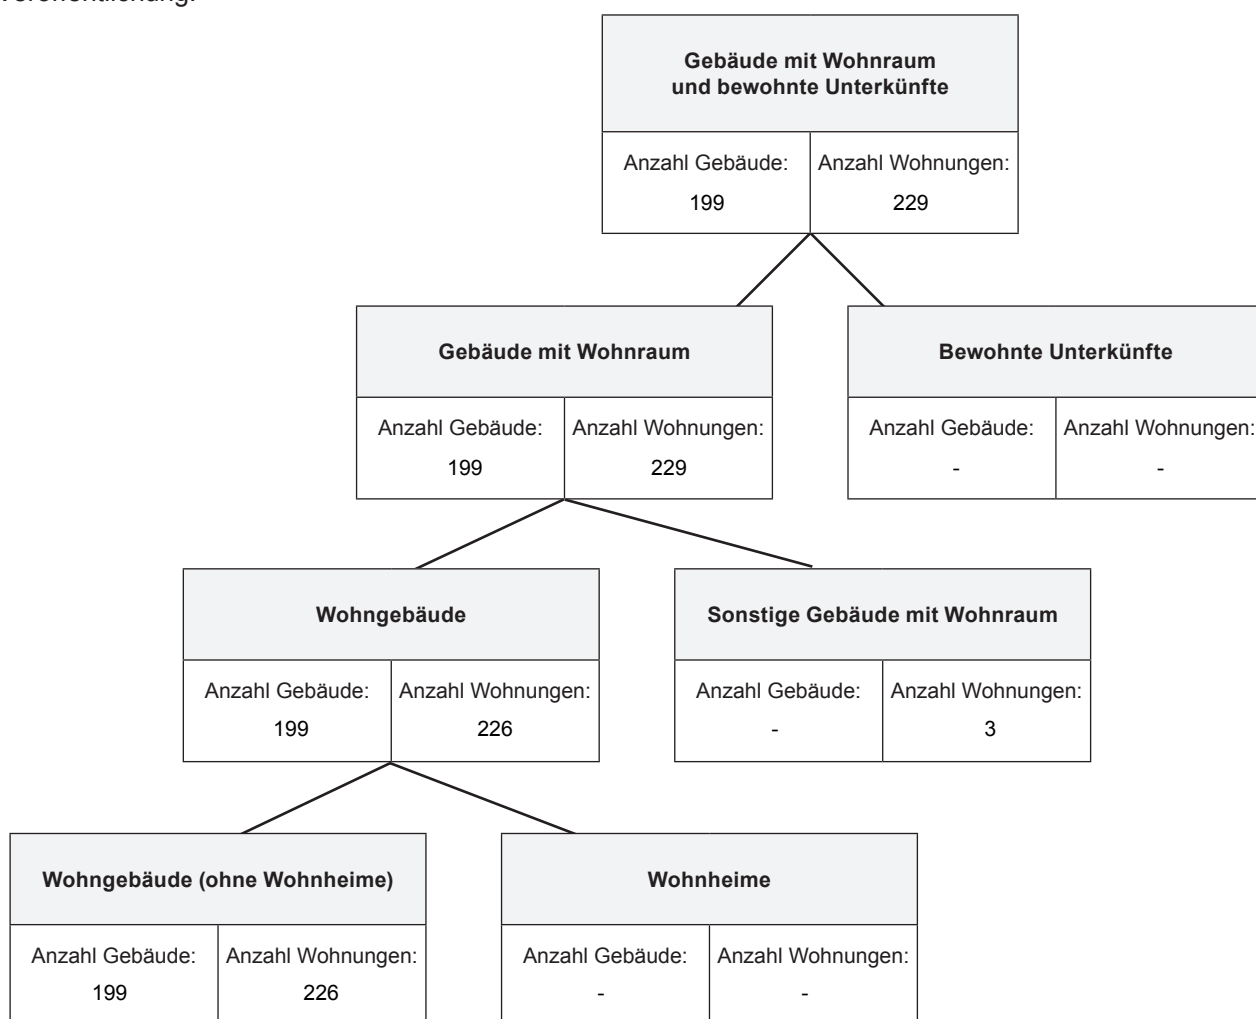 Veröffentlichung.
Gebäude mit Wohnraum
und bewohnte Unterkünfte
Anzahl Gebäude: Anzahl Wohnungen:
199 229
Gebäude mit Wohnraum Bewohnte Unterkünfte
Anzahl Gebäude: Anzahl Wohnungen: Anzahl Gebäude: Anzahl Wohnungen:
199 229 - -
Wohngebäude Sonstige Gebäude mit Wohnraum
Anzahl Gebäude: Anzahl Wohnungen: Anzahl Gebäude: Anzahl Wohnungen:
199 226 - 3
Wohngebäude (ohne Wohnheime) Wohnheime
Anzahl Gebäude: Anzahl Wohnungen: Anzahl Gebäude: Anzahl Wohnungen:
199 226 - -